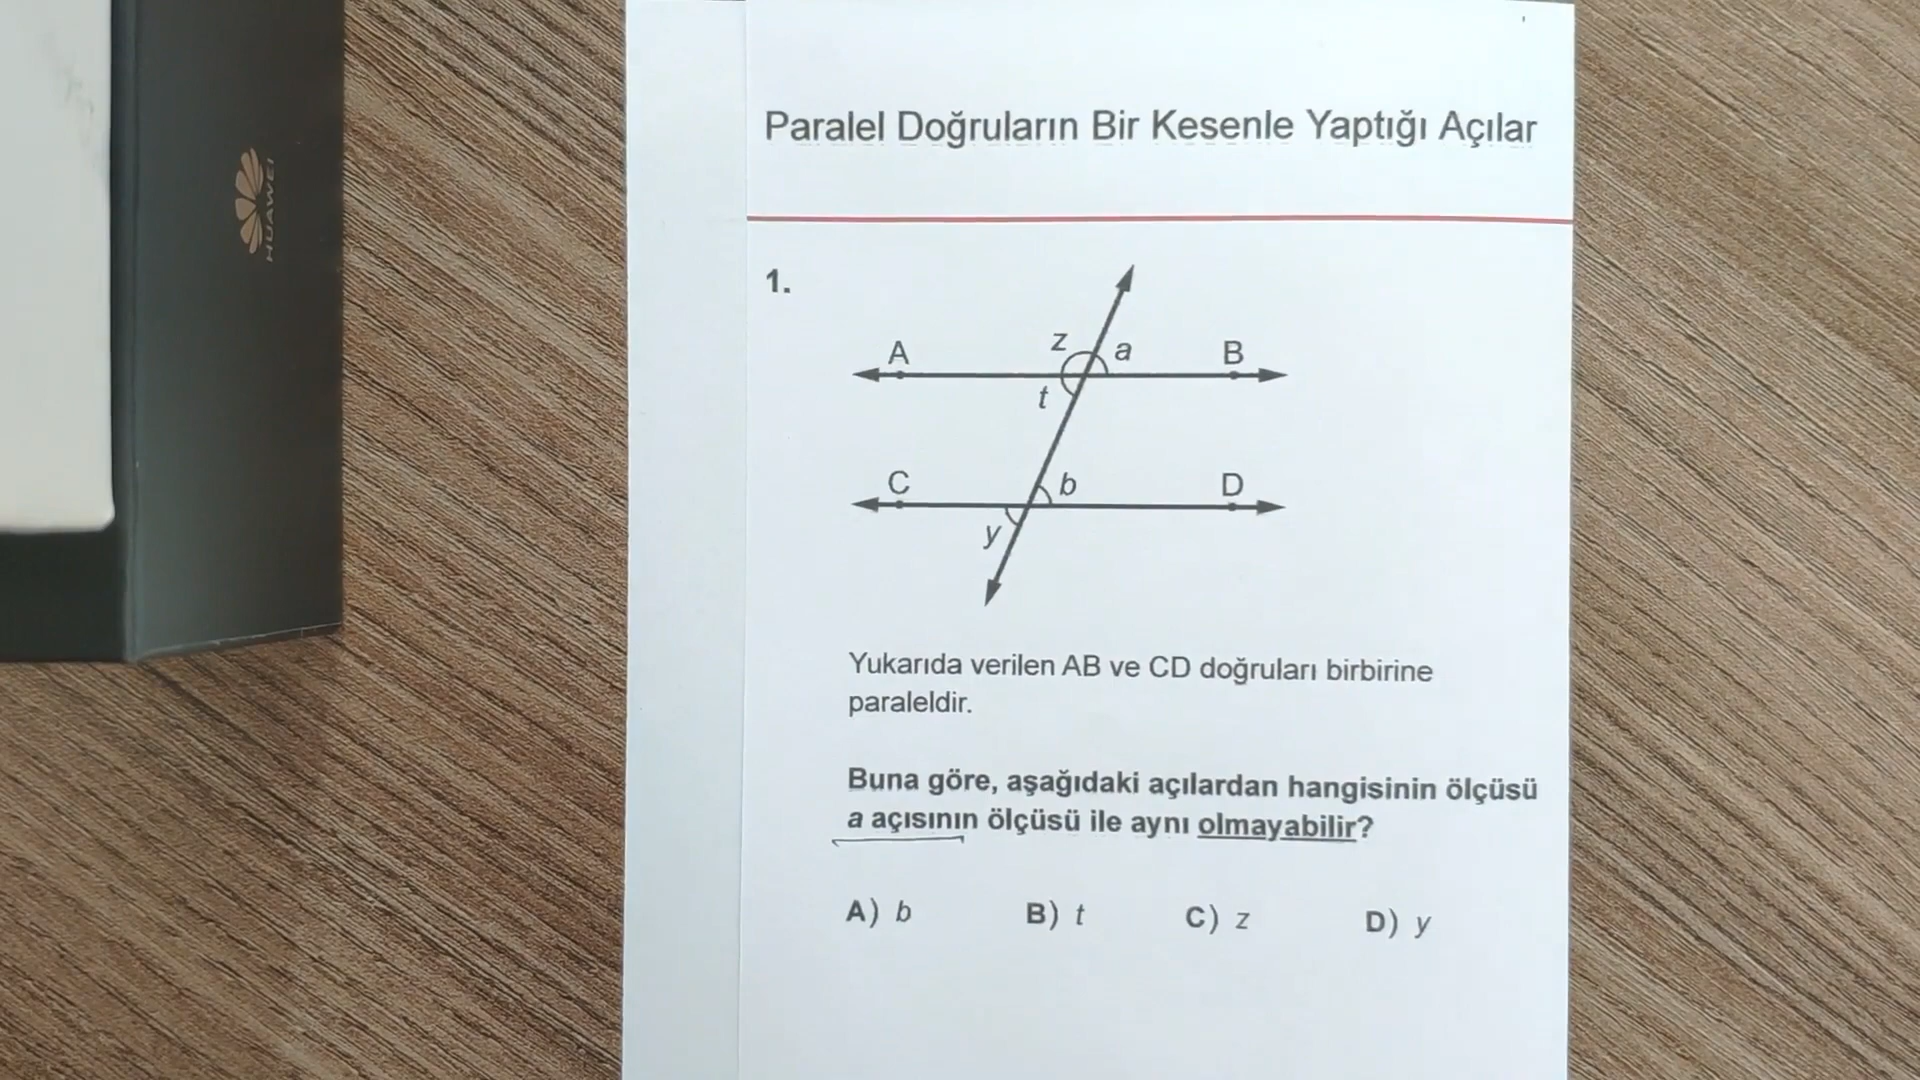 HUAWEI
Paralel Doğruların Bir Kesenle Yaptığı Açılar
1.
z
a
A
B
t
C
b
D
y
Yukarıda verilen AB ve CD doğruları birbirine
paraleldir.
Buna göre, aşağıdaki açılardan hangisinin ölçüsü
a açısının ölçüsü ile aynı olmayabilir?
A) b B) t C) z D) y